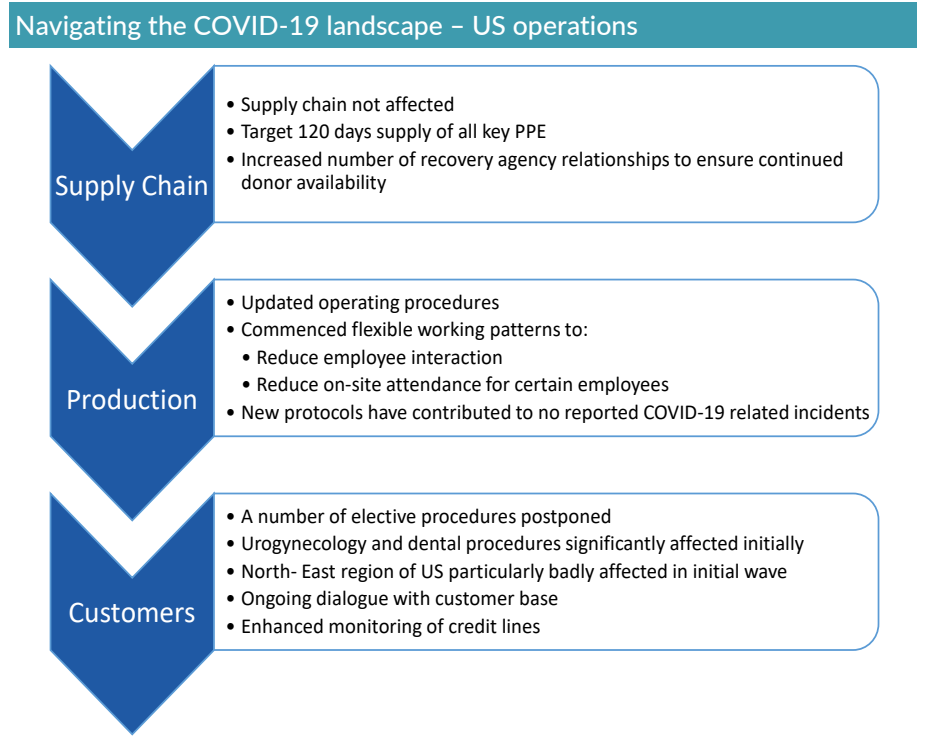 Navigating the COVID-19 landscape – US operations
Supply Chain
• Supply chain not affected
• Target 120 days supply of all key PPE
• Increased number of recovery agency relationships to ensure continued
donor availability
Production
• Updated operating procedures
• Commenced flexible working patterns to:
• Reduce employee interaction
• Reduce on-site attendance for certain employees
• New protocols have contributed to no reported COVID-19 related incidents
Customers
• A number of elective procedures postponed
• Urogynecology and dental procedures significantly affected initially
• North- East region of US particularly badly affected in initial wave
• Ongoing dialogue with customer base
• Enhanced monitoring of credit lines